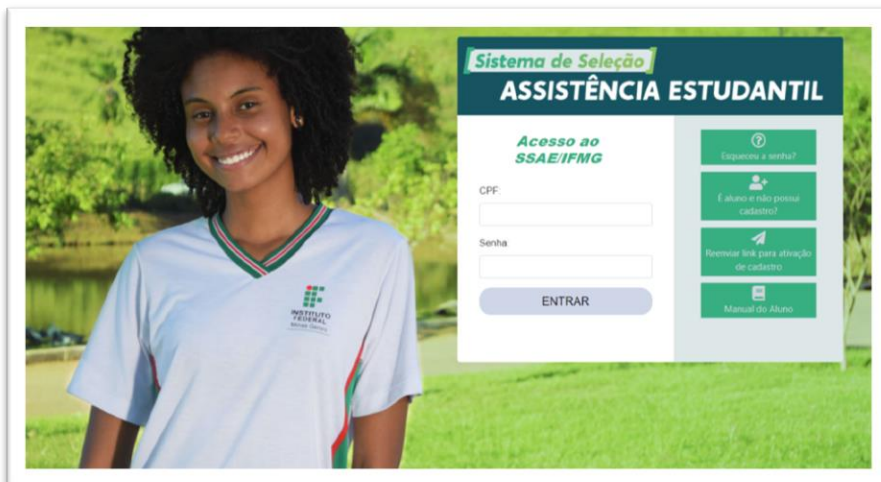 Sistema de Seleção
ASSISTÊNCIA ESTUDANTIL
Acesso ao
SSAE/IFMG
CPF:
Senha
ENTRAR
Esqueceu a senha?
É aluno e não possui
cadastro?
Reenviar link para ativação
de cadastro
Manual do Aluno
INSTITUTO
FEDERAL
Minas Gerais